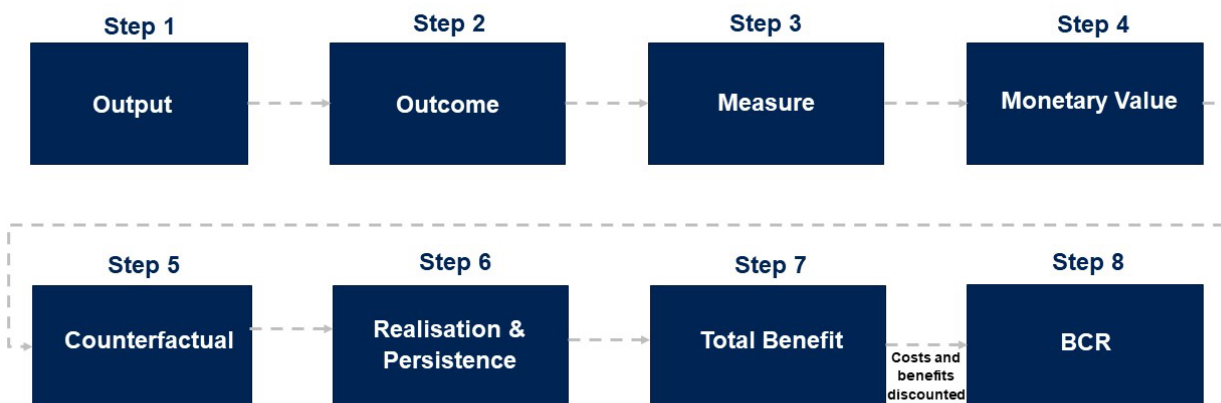 Step 1
Step 2
Step 3
Step 4
Output
Outcome
Measure
Monetary Value
Step 5
Step 6
Step 7
Step 8
Counterfactual
Realisation &
Persistence
Total Benefit
Costs and
benefits
discounted
BCR